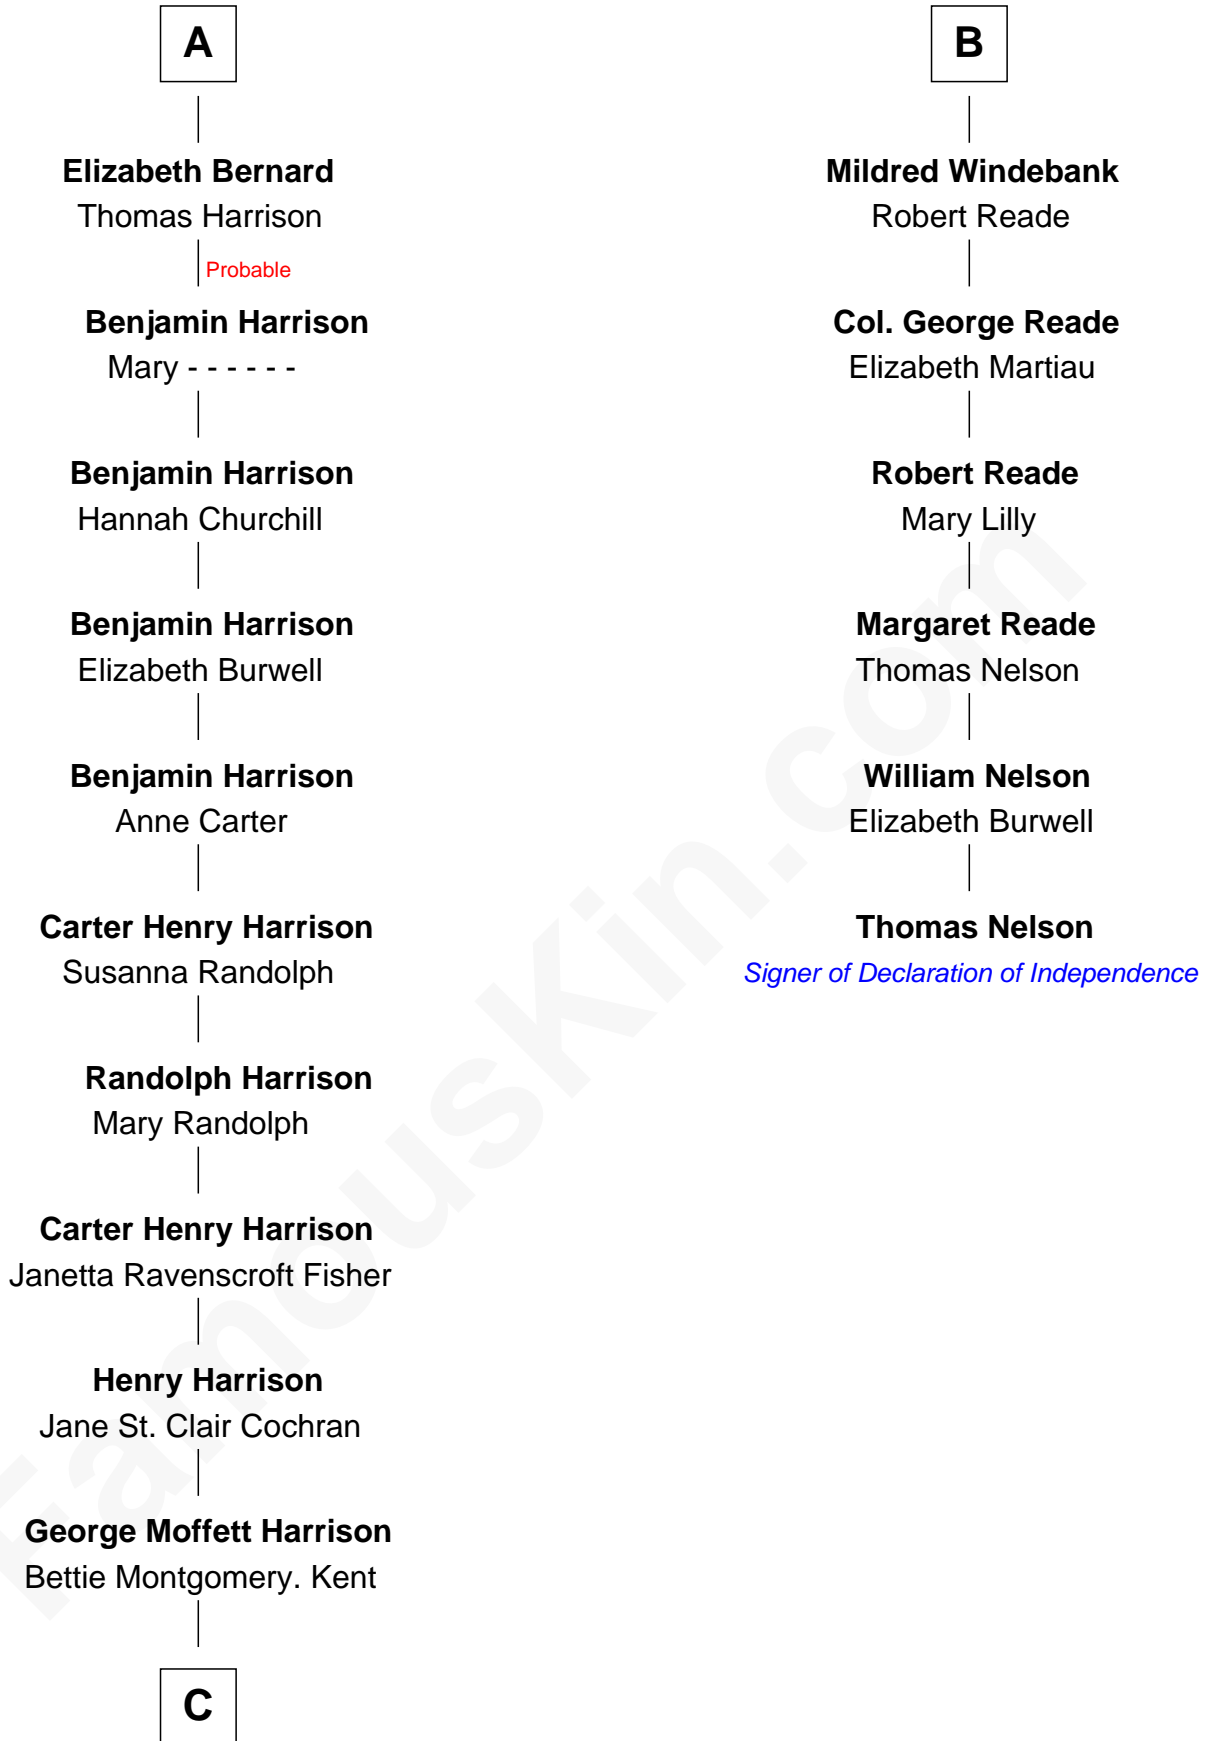 A
Elizabeth Bernard
Thomas Harrison
Probable
Benjamin Harrison
Mary - - - - - -
Benjamin Harrison
Hannah Churchill
Benjamin Harrison
Elizabeth Burwell
Benjamin Harrison
Anne Carter
Carter Henry Harrison
Susanna Randolph
Randolph Harrison
Mary Randolph
Carter Henry Harrison
Janetta Ravenscroft Fisher
Henry Harrison
Jane St. Clair Cochran
George Moffett Harrison
Bettie Montgomery. Kent
C
B
Mildred Windebank
Robert Reade
Col. George Reade
Elizabeth Martiau
Robert Reade
Mary Lilly
Margaret Reade
Thomas Nelson
William Nelson
Elizabeth Burwell
Thomas Nelson
Signer of Declaration of Independence
FamousKin.com